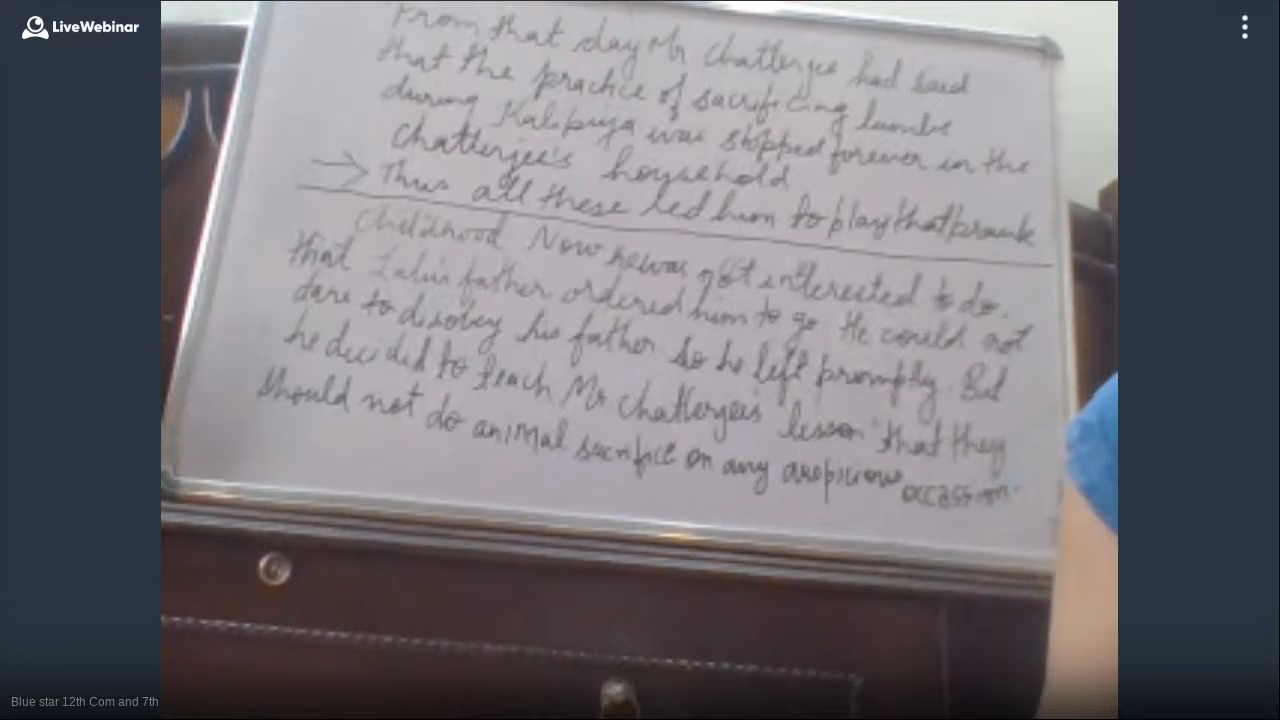 LiveWebinar
From that day Mr Chatterjee had said
that the practice of sacrificing lambs
during Kalipuja was stopped forever in the
Chatterjee's household
→ Thus all these led him to play that prank
childhood Now he was not interested to do.
that Lalu's father ordered him to go He could not
dare to disobey his father so he left promptly. But
he decided to teach Mr Chatterjee's lesson that they
should not do animal sacrifice on any auspicious occassion.
Blue star 12th Com and 7th